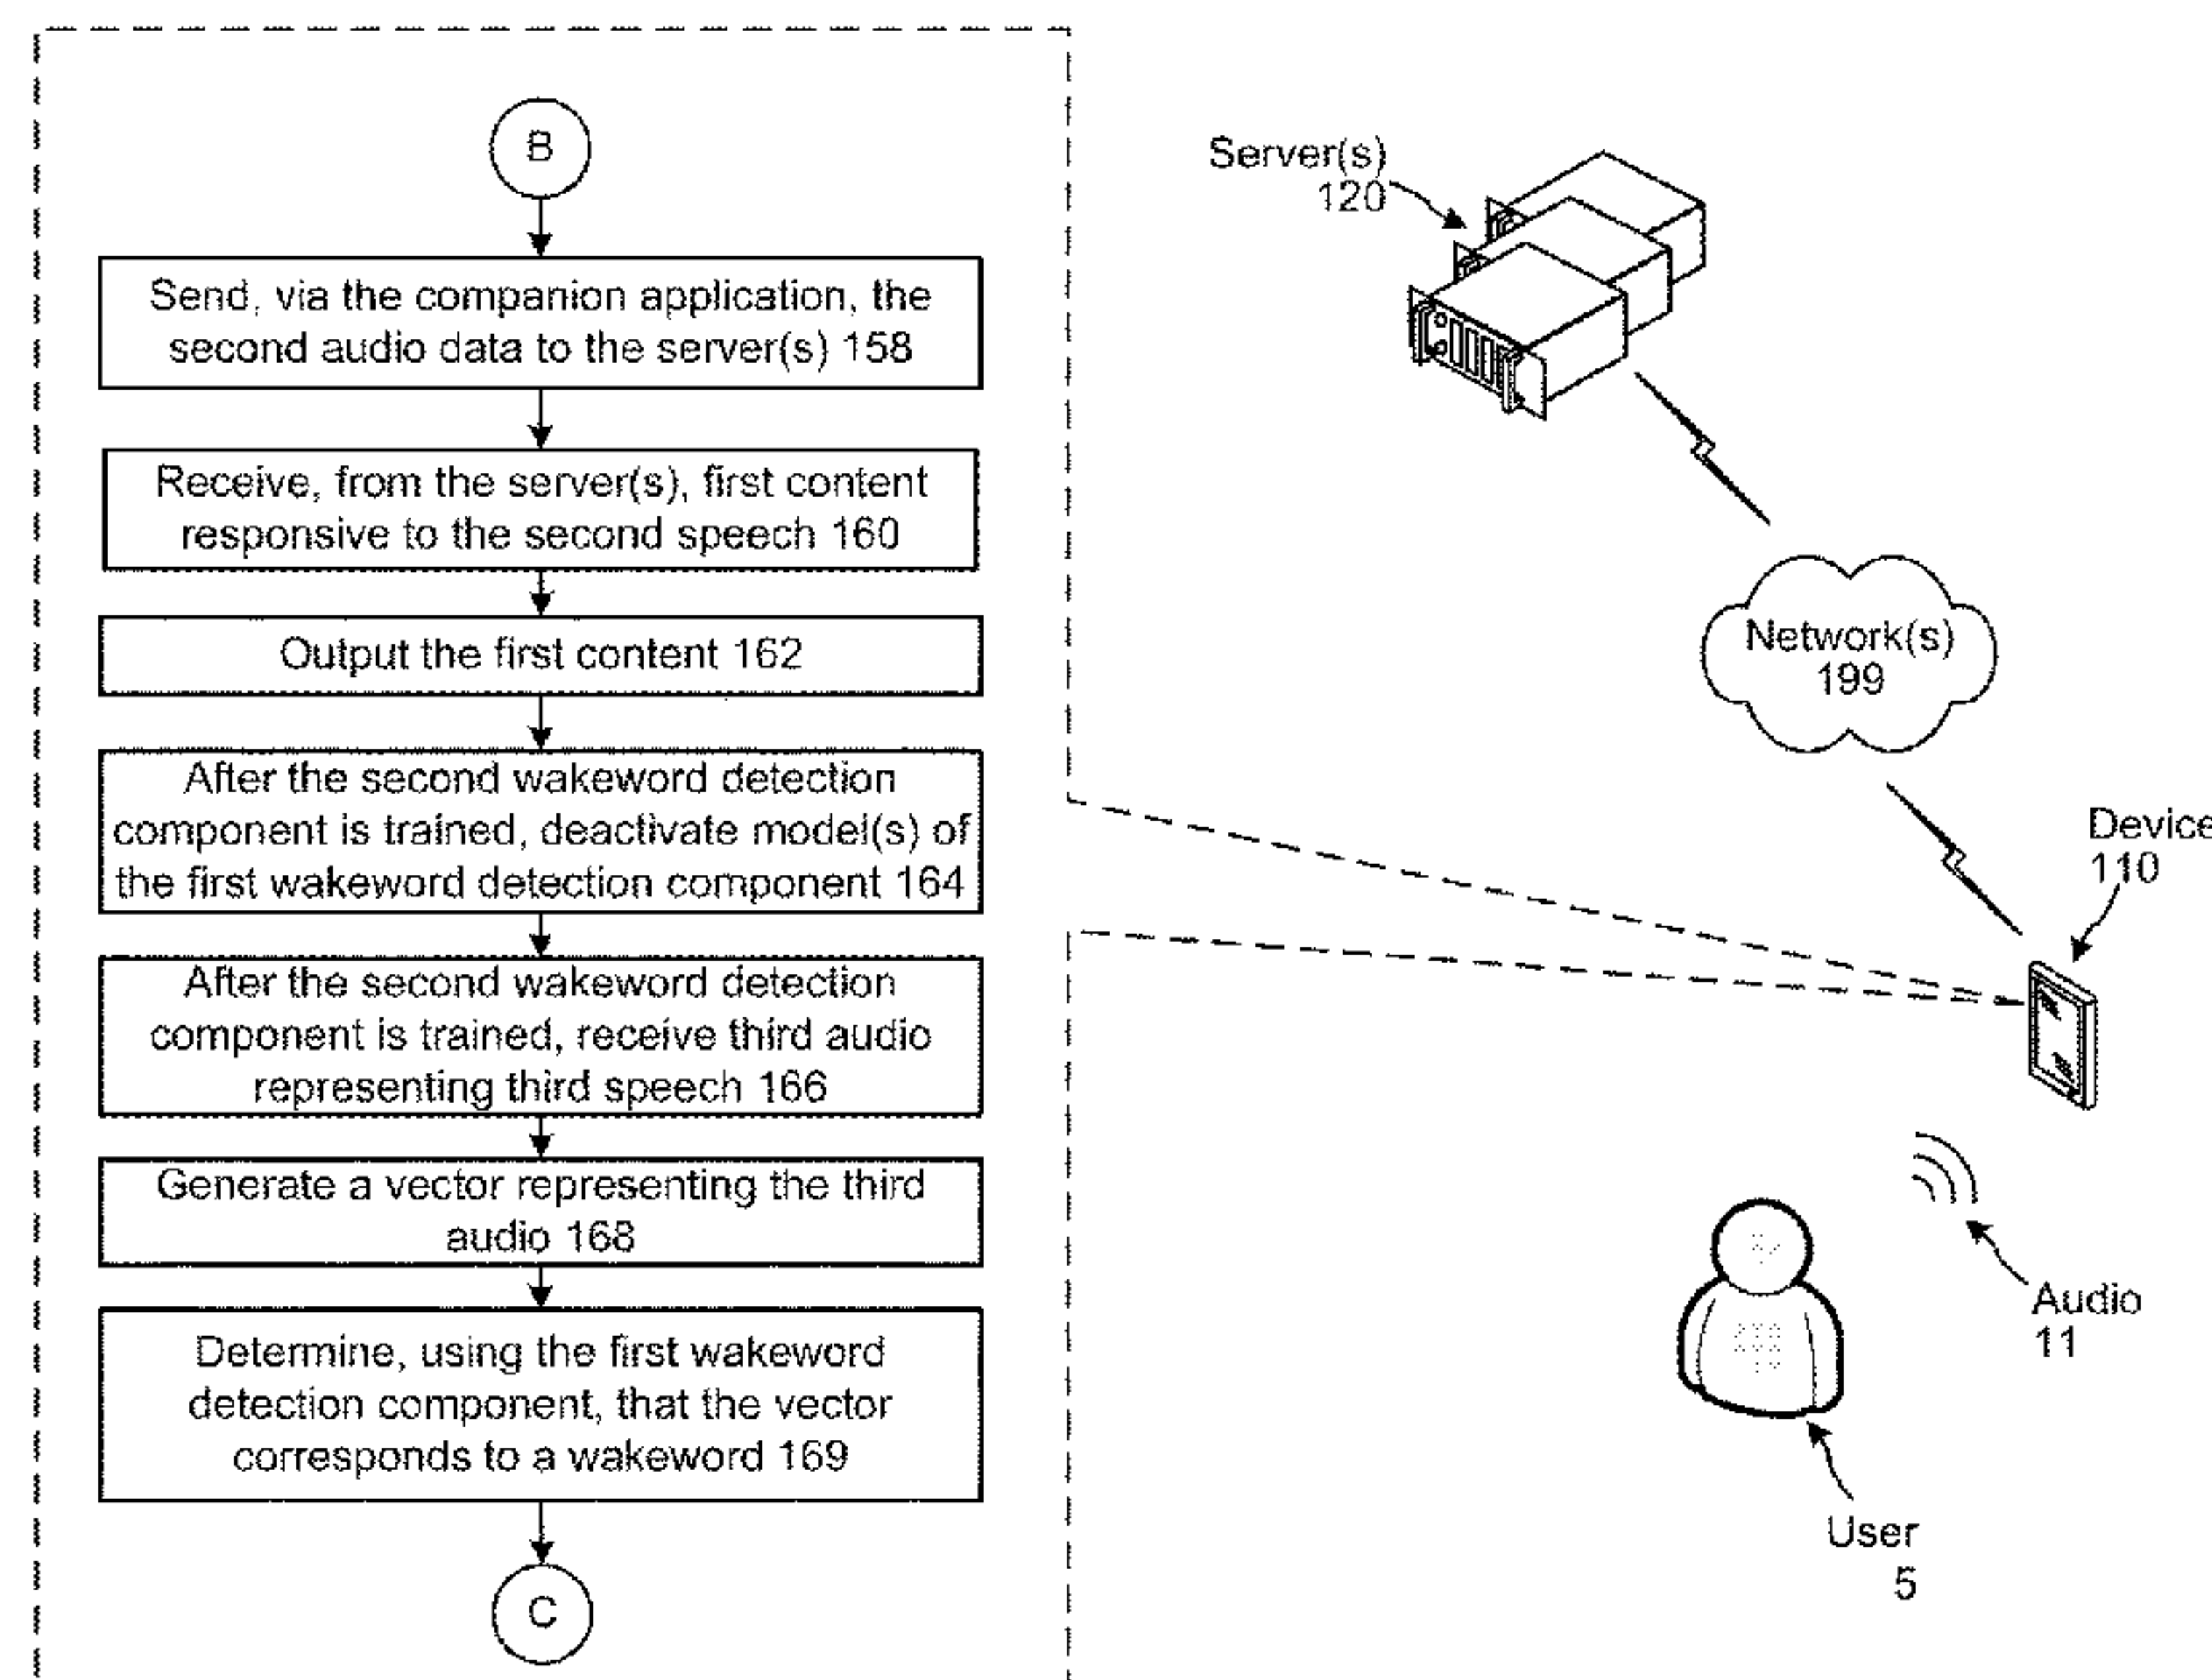 B
Send, via the companion application, the
second audio data to the server(s) 158
Receive, from the server(s), first content
responsive to the second speech 160
Output the first content 162
After the second wakeword detection
component is trained, deactivate model(s) of
the first wakeword detection component 164
After the second wakeword detection
component is trained, receive third audio
representing third speech 166
Generate a vector representing the third
audio 168
Determine, using the first wakeword
detection component, that the vector
corresponds to a wakeword 169
C
Server(s)
120
Network(s)
199
Device
110
Audio
11
User
5